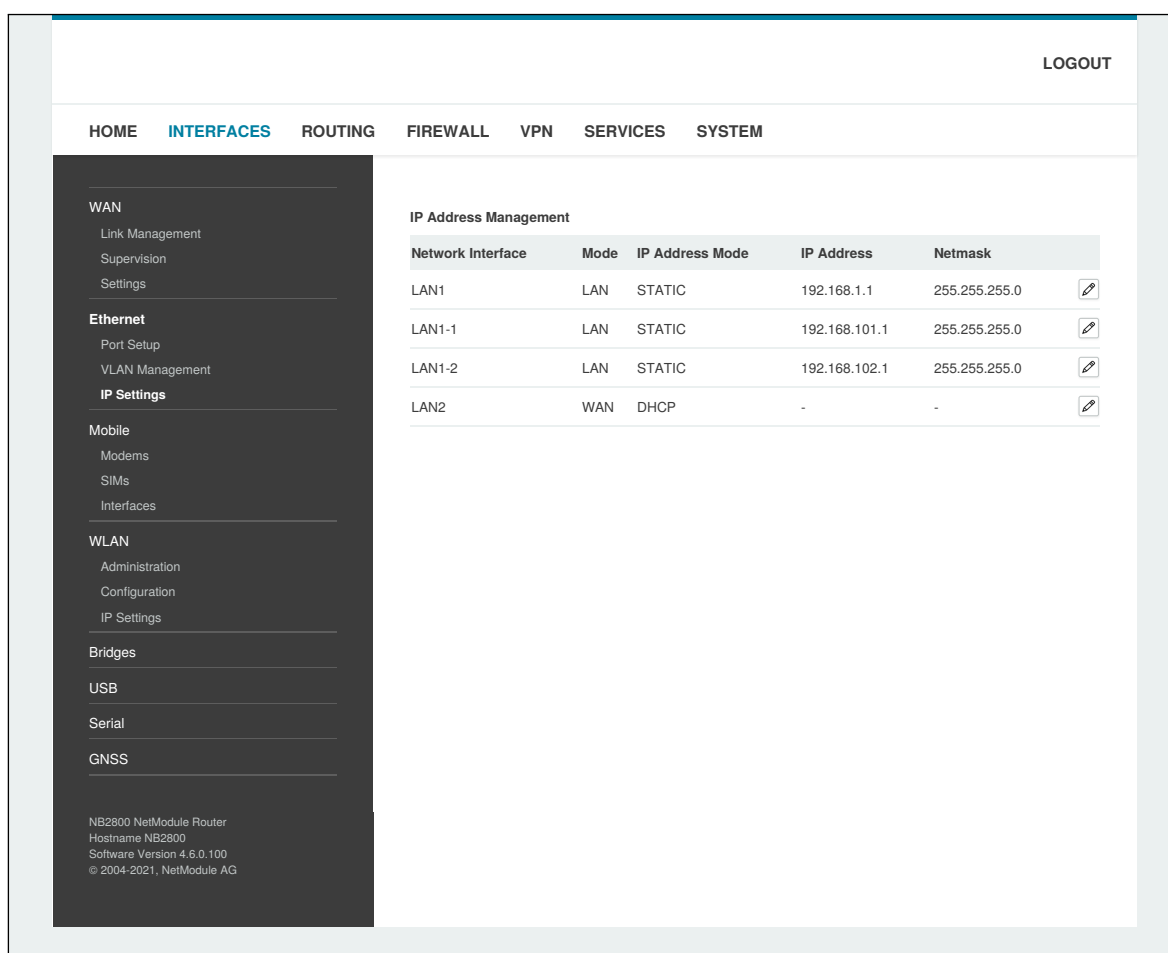 LOGOUT
HOME INTERFACES ROUTING FIREWALL VPN SERVICES SYSTEM
WAN
Link Management
Supervision
Settings
Ethernet
Port Setup
VLAN Management
IP Settings
Mobile
Modems
SIMs
Interfaces
WLAN
Administration
Configuration
IP Settings
Bridges
USB
Serial
GNSS
NB2800 NetModule Router
Hostname NB2800
Software Version 4.6.0.100
© 2004-2021, NetModule AG
IP Address Management
Network Interface Mode IP Address Mode IP Address Netmask
LAN1 LAN STATIC 192.168.1.1 255.255.255.0
LAN1-1 LAN STATIC 192.168.101.1 255.255.255.0
LAN1-2 LAN STATIC 192.168.102.1 255.255.255.0
LAN2 WAN DHCP - -